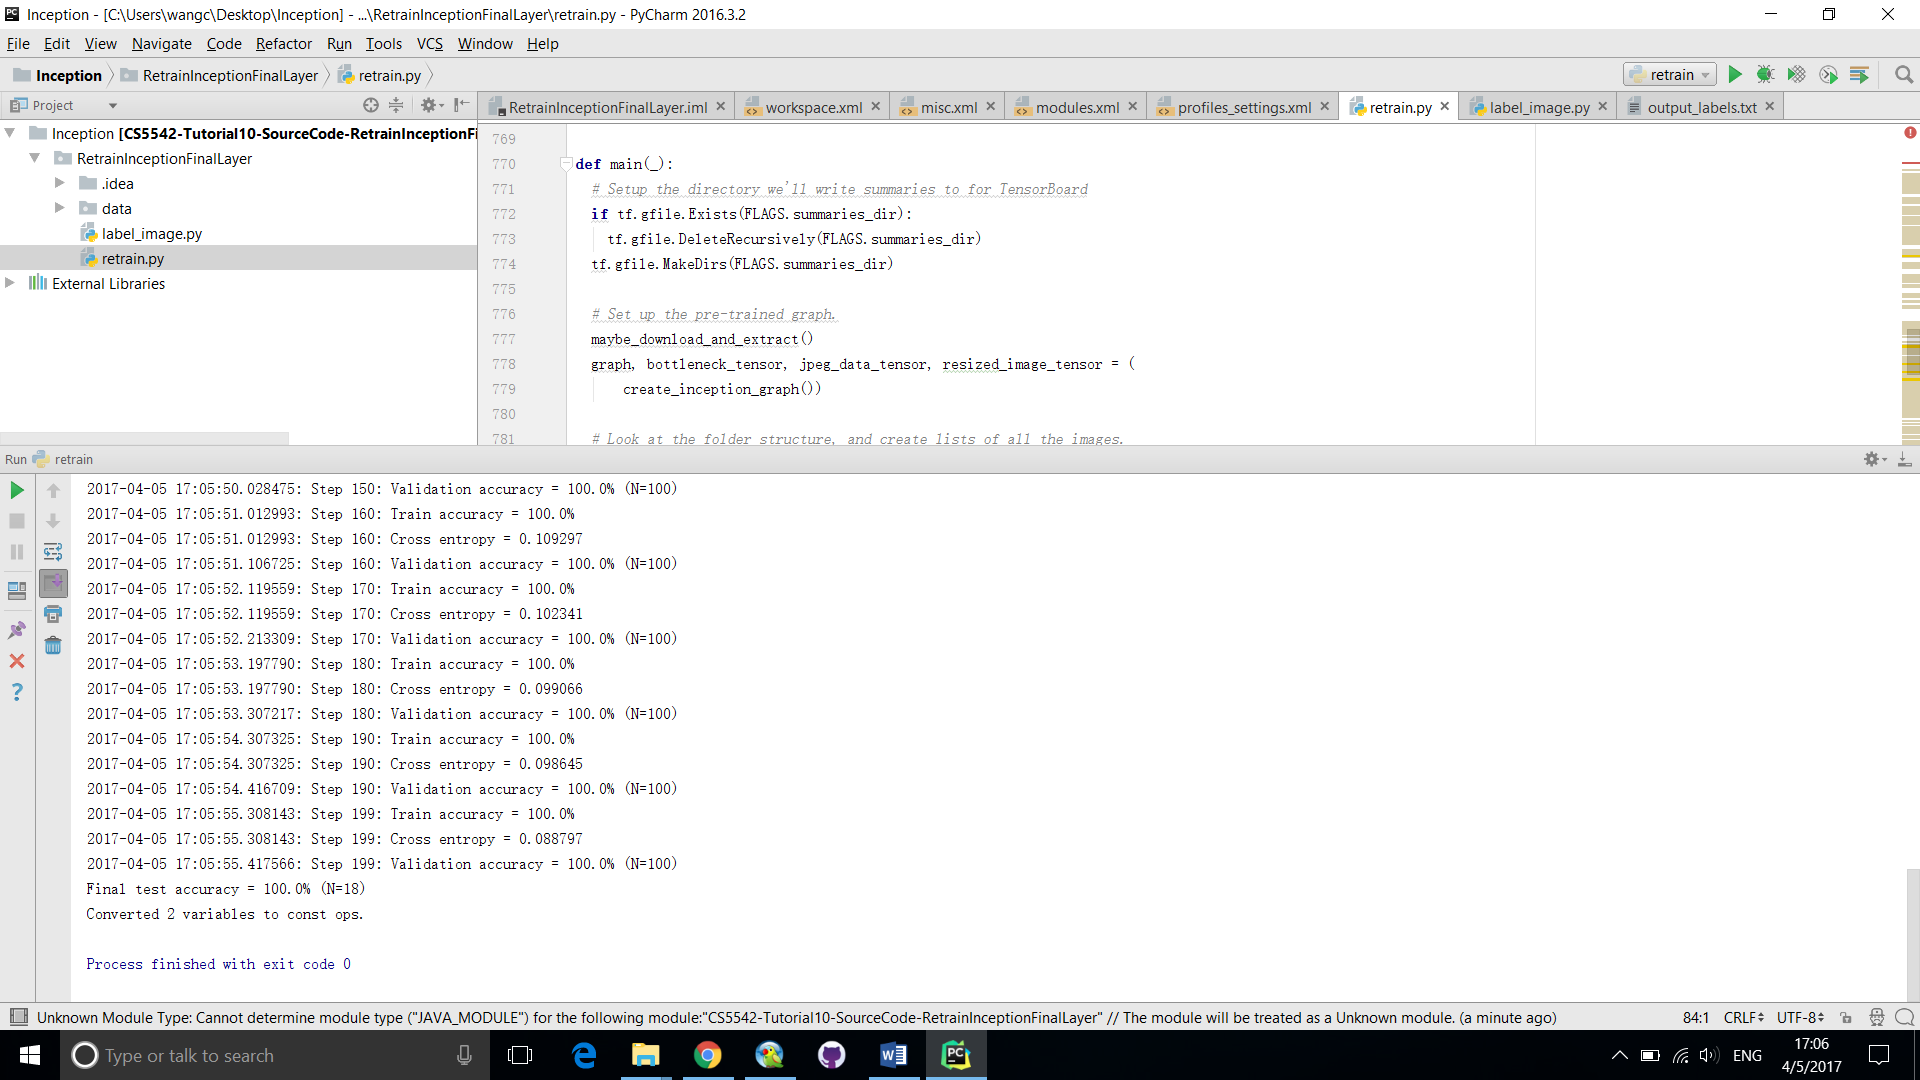 Inception - [C:\Users\wangc\Desktop\Inception] - ...\RetrainInceptionFinalLayer\retrain.py - PyCharm 2016.3.2
File Edit View Navigate Code Refactor Run Tools VCS Window Help
Inception RetrainInceptionFinalLayer retrain.py retrain
Project
RetrainInceptionFinalLayer.iml workspace.xml misc.xml modules.xml profiles_settings.xml retrain.py label_image.py output_labels.txt
Inception [CS5542-Tutorial10-SourceCode-RetrainInceptionFi
RetrainInceptionFinalLayer
.idea
data
label_image.py
retrain.py
External Libraries
769
770 def main(_):
771 # Setup the directory we'll write summaries to for TensorBoard
772 if tf.gfile.Exists(FLAGS.summaries_dir):
773 tf.gfile.DeleteRecursively(FLAGS.summaries_dir)
774 tf.gfile.MakeDirs(FLAGS.summaries_dir)
775
776 # Set up the pre-trained graph.
777 maybe_download_and_extract()
778 graph, bottleneck_tensor, jpeg_data_tensor, resized_image_tensor = (
779 create_inception_graph())
780
781 # Look at the folder structure, and create lists of all the images.
Run retrain
2017-04-05 17:05:50.028475: Step 150: Validation accuracy = 100.0% (N=100)
2017-04-05 17:05:51.012993: Step 160: Train accuracy = 100.0%
2017-04-05 17:05:51.012993: Step 160: Cross entropy = 0.109297
2017-04-05 17:05:51.106725: Step 160: Validation accuracy = 100.0% (N=100)
2017-04-05 17:05:52.119559: Step 170: Train accuracy = 100.0%
2017-04-05 17:05:52.119559: Step 170: Cross entropy = 0.102341
2017-04-05 17:05:52.213309: Step 170: Validation accuracy = 100.0% (N=100)
2017-04-05 17:05:53.197790: Step 180: Train accuracy = 100.0%
2017-04-05 17:05:53.197790: Step 180: Cross entropy = 0.099066
2017-04-05 17:05:53.307217: Step 180: Validation accuracy = 100.0% (N=100)
2017-04-05 17:05:54.307325: Step 190: Train accuracy = 100.0%
2017-04-05 17:05:54.307325: Step 190: Cross entropy = 0.098645
2017-04-05 17:05:54.416709: Step 190: Validation accuracy = 100.0% (N=100)
2017-04-05 17:05:55.308143: Step 199: Train accuracy = 100.0%
2017-04-05 17:05:55.308143: Step 199: Cross entropy = 0.088797
2017-04-05 17:05:55.417566: Step 199: Validation accuracy = 100.0% (N=100)
Final test accuracy = 100.0% (N=18)
Converted 2 variables to const ops.
Process finished with exit code 0
Unknown Module Type: Cannot determine module type ("JAVA_MODULE") for the following module:"CS5542-Tutorial10-SourceCode-RetrainInceptionFinalLayer" // The module will be treated as a Unknown module. (a minute ago) 84:1 CRLF UTF-8
Type or talk to search
ENG
17:06
4/5/2017